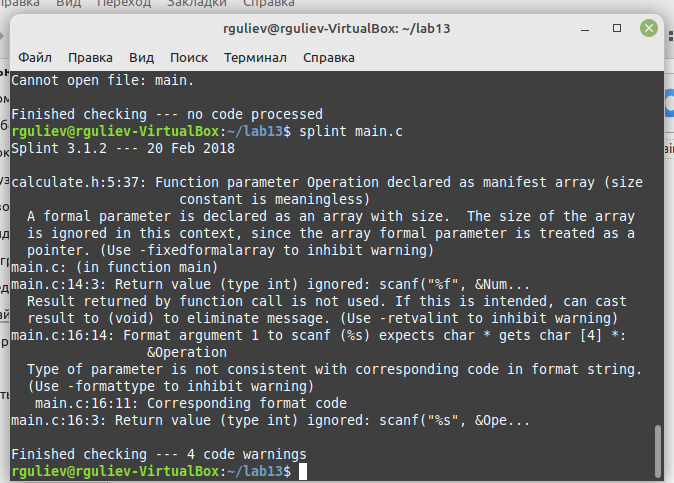 равка Вид Переход Закладки Справка
rguliev@rguliev-VirtualBox: ~/lab13
Файл Правка Вид Поиск Терминал Справка
Cannot open file: main.
Finished checking --- no code processed
rguliev@rguliev-VirtualBox:~/lab13$ splint main.c
Splint 3.1.2 --- 20 Feb 2018
calculate.h:5:37: Function parameter Operation declared as manifest array (size
constant is meaningless)
A formal parameter is declared as an array with size.  The size of the array
is ignored in this context, since the array formal parameter is treated as a
pointer. (Use -fixedformalarray to inhibit warning)
main.c: (in function main)
main.c:14:3: Return value (type int) ignored: scanf("%f", &Num...
Result returned by function call is not used. If this is intended, can cast
result to (void) to eliminate message. (Use -retvalint to inhibit warning)
main.c:16:14: Format argument 1 to scanf (%s) expects char * gets char [4] *:
&Operation
Type of parameter is not consistent with corresponding code in format string.
(Use -formattype to inhibit warning)
main.c:16:11: Corresponding format code
main.c:16:3: Return value (type int) ignored: scanf("%s", &Ope...
Finished checking --- 4 code warnings
rguliev@rguliev-VirtualBox:~/lab13$